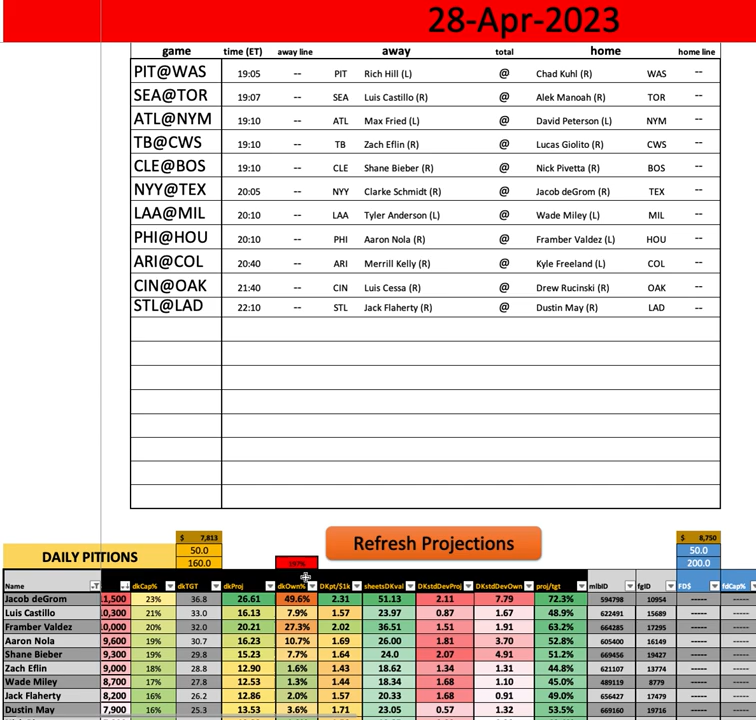 28-Apr-2023
game time (ET) away line away total home home line
PIT@WAS 19:05 -- PIT Rich Hill (L) @ Chad Kuhl (R) WAS --
SEA@TOR 19:07 -- SEA Luis Castillo (R) @ Alek Manoah (R) TOR --
ATL@NYM 19:10 -- ATL Max Fried (L) @ David Peterson (L) NYM --
TB@CWS 19:10 -- TB Zach Eflin (R) @ Lucas Giolito (R) CWS --
CLE@BOS 19:10 -- CLE Shane Bieber (R) @ Nick Pivetta (R) BOS --
NYY@TEX 20:05 -- NYY Clarke Schmidt (R) @ Jacob deGrom (R) TEX --
LAA@MIL 20:10 -- LAA Tyler Anderson (L) @ Wade Miley (L) MIL --
PHI@HOU 20:10 -- PHI Aaron Nola (R) @ Framber Valdez (L) HOU --
ARI@COL 20:40 -- ARI Merrill Kelly (R) @ Kyle Freeland (L) COL --
CIN@OAK 21:40 -- CIN Luis Cessa (R) @ Drew Rucinski (R) OAK --
STL@LAD 22:10 -- STL Jack Flaherty (R) @ Dustin May (R) LAD --
$ 7,813 $ 8,750
DAILY PITIONS 50.0 Refresh Projections 50.0
160.0 200.0
Name dkCap% dkTGT dkProj dkOwn% DKpt/$1k sheetsDKval DKstdDevProj DKstdDevOwn proj/tgt mlbID fgID FD$ fdCap%
Jacob deGrom 11,500 23% 36.8 26.61 49.6% 2.31 51.13 2.11 7.79 72.3% 594798 10954 -----
Luis Castillo 10,300 21% 33.0 16.13 7.9% 1.57 23.97 0.87 1.67 48.9% 622491 15689 -----
Framber Valdez 10,000 20% 32.0 20.21 27.3% 2.02 36.51 1.51 1.91 63.2% 664285 17295 -----
Aaron Nola 9,600 19% 30.7 16.23 10.7% 1.69 26.00 1.81 3.70 52.8% 605400 16149 -----
Shane Bieber 9,300 19% 29.8 15.23 7.7% 1.64 24.0 2.07 4.91 51.2% 669456 19427 -----
Zach Eflin 9,000 18% 28.8 12.90 1.6% 1.43 18.62 1.34 1.31 44.8% 621107 13774 -----
Wade Miley 8,700 17% 27.8 12.53 1.3% 1.44 18.34 1.68 1.10 45.0% 489119 8779 -----
Jack Flaherty 8,200 16% 26.2 12.86 2.0% 1.57 20.33 1.68 0.91 49.0% 656427 17479 -----
Dustin May 7,900 16% 25.3 13.53 3.6% 1.71 23.05 0.57 1.32 53.5% 669160 19716 -----